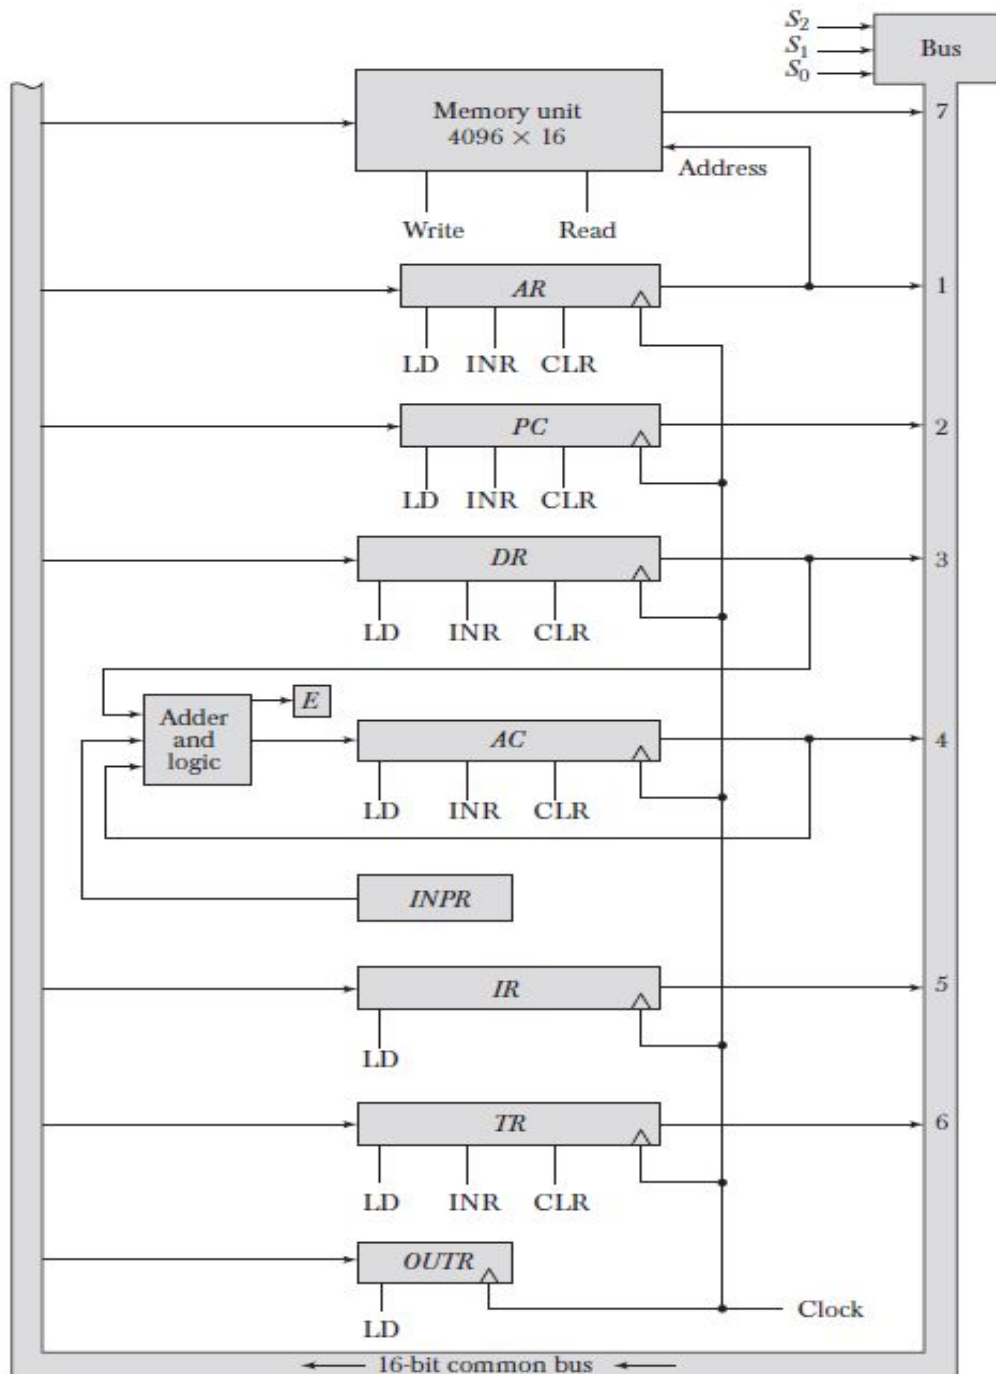 S2
S1
S0
Bus
Memory unit
4096 × 16
7
Address
Write Read
AR
1
LD INR CLR
PC
2
LD INR CLR
DR
3
LD INR CLR
E
Adder
and
logic
AC
4
LD INR CLR
INPR
IR
5
LD
TR
6
LD INR CLR
OUTR
Clock
LD
16-bit common bus